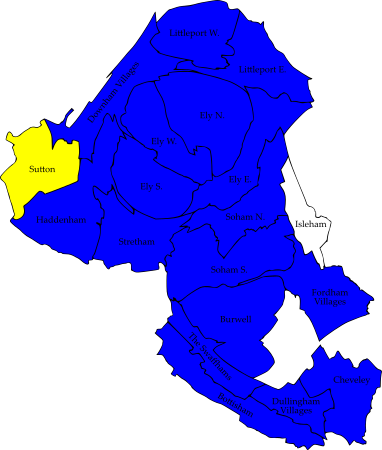 Littleport W.
Littleport E.
Downham Villages
Ely N.
Ely W.
Sutton
Ely E.
Ely S.
Soham N.
Haddenham
Isleham
Stretham
Soham S.
Fordham
Villages
Burwell
The Swaffhams
Cheveley
Dullingham
Villages
Bottisham